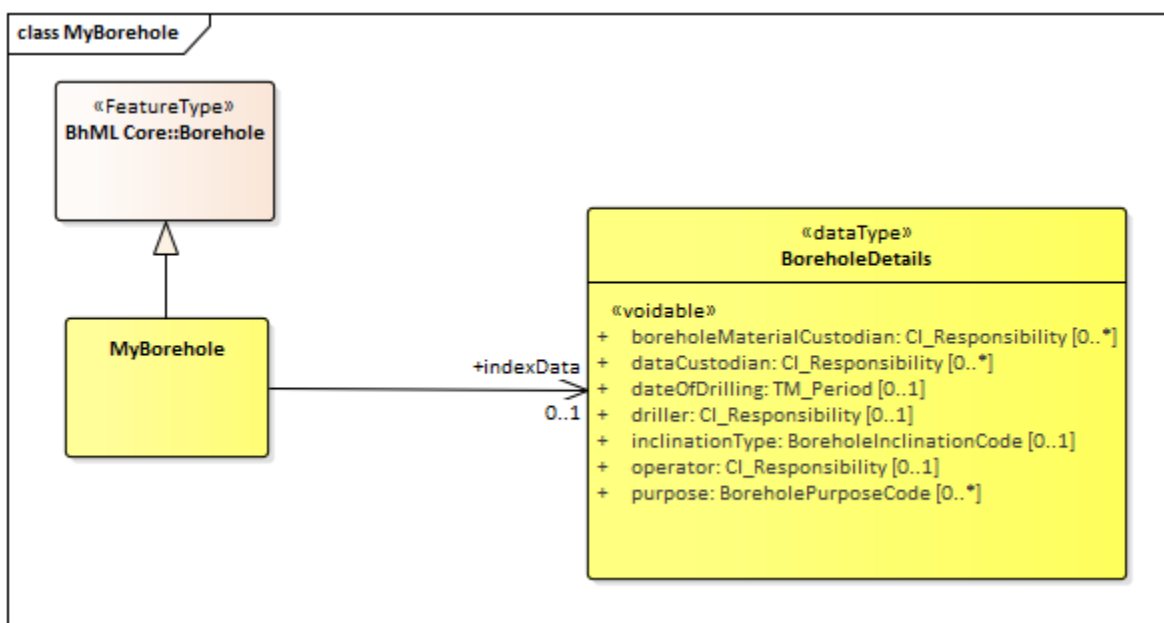 class MyBorehole
«FeatureType»
BhML Core::Borehole
MyBorehole
+indexData
0..1
«dataType»
BoreholeDetails
«voidable»
+ boreholeMaterialCustodian: CI_Responsibility [0..*]
+ dataCustodian: CI_Responsibility [0..*]
+ dateOfDrilling: TM_Period [0..1]
+ driller: CI_Responsibility [0..1]
+ inclinationType: BoreholeInclinationCode [0..1]
+ operator: CI_Responsibility [0..1]
+ purpose: BoreholePurposeCode [0..*]